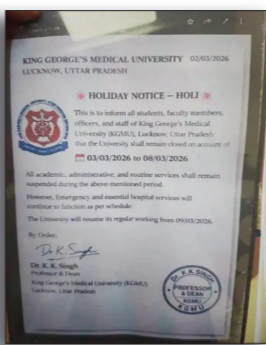 KING GEORGE'S MEDICAL UNIVERSITY 02/03/2026
LUCKNOW, UTTAR PRADESH
HOLIDAY NOTICE – HOLI
This is to inform all students, faculty members,
officers, and staff of King George's Medical
University (KGMU), Lucknow, Uttar Pradesh
that the University shall remain closed on account of
03/03/2026 to 08/03/2026
All academic, administrative, and routine services shall remain
suspended during the above-mentioned period.
However, Emergency and essential hospital services will
continue to function as per schedule.
The University will resume its regular working from 09/03/2026.
By Order,
Dr. K. Singh
Dr. K. K. Singh
Professor & Dean
King George's Medical University (KGMU)
Lucknow, Uttar Pradesh
Dr. K. K. SINGH
PROFESSOR
& DEAN
KGMU
KGMU